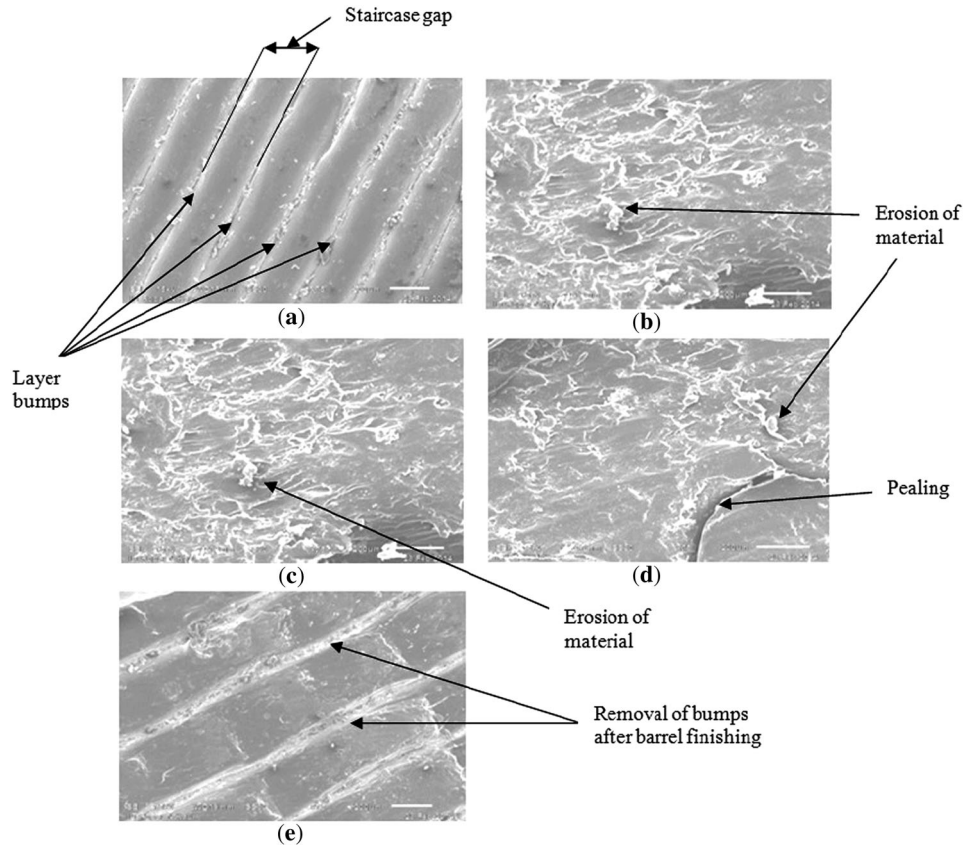 Staircase gap
Erosion of
material
(a)
(b)
Layer
bumps
Pealing
(c)
(d)
Erosion of
material
Removal of bumps
after barrel finishing
(e)